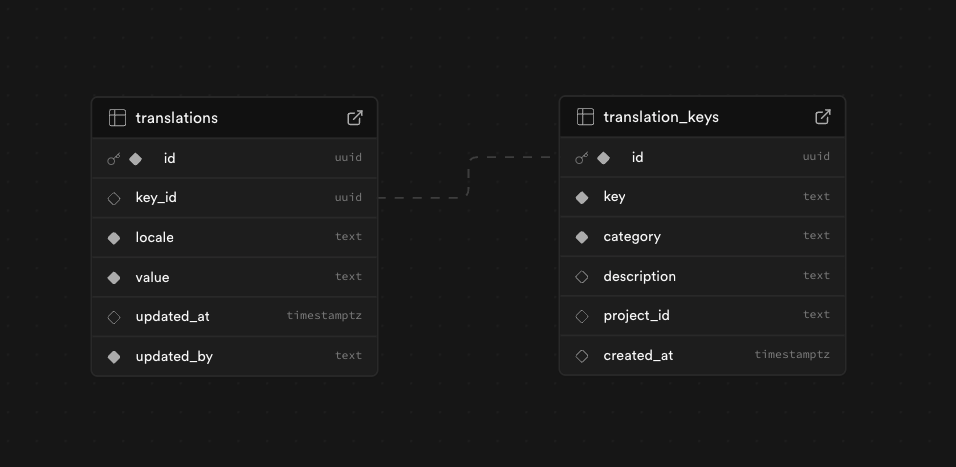 translations
id uuid
key_id uuid
locale text
value text
updated_at timestamptz
updated_by text
translation_keys
id uuid
key text
category text
description text
project_id text
created_at timestamptz